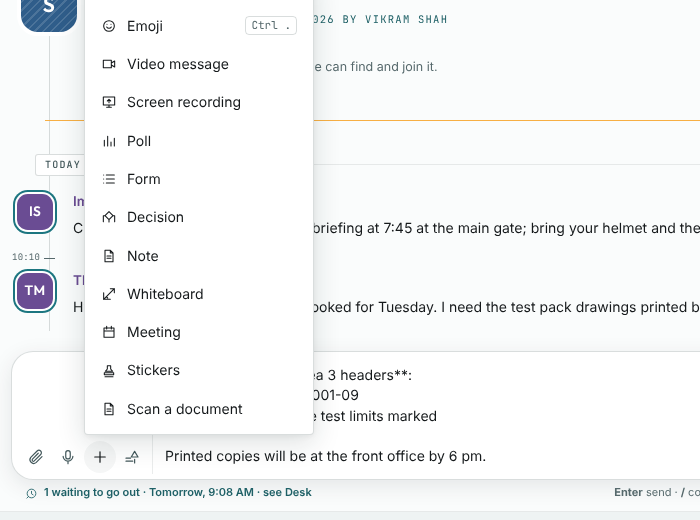 S
026 BY VIKRAM SHAH
can find and join it.
Emoji
Ctrl .
Video message
Screen recording
Poll
Form
Decision
Note
Whiteboard
Meeting
Stickers
Scan a document
TODAY
IS
briefing at 7:45 at the main gate; bring your helmet and the
10:10
TM
ooked for Tuesday. I need the test pack drawings printed
3 headers**:
001-09
test limits marked
Printed copies will be at the front office by 6 pm.
1 waiting to go out · Tomorrow, 9:08 AM · see Desk
Enter send ·